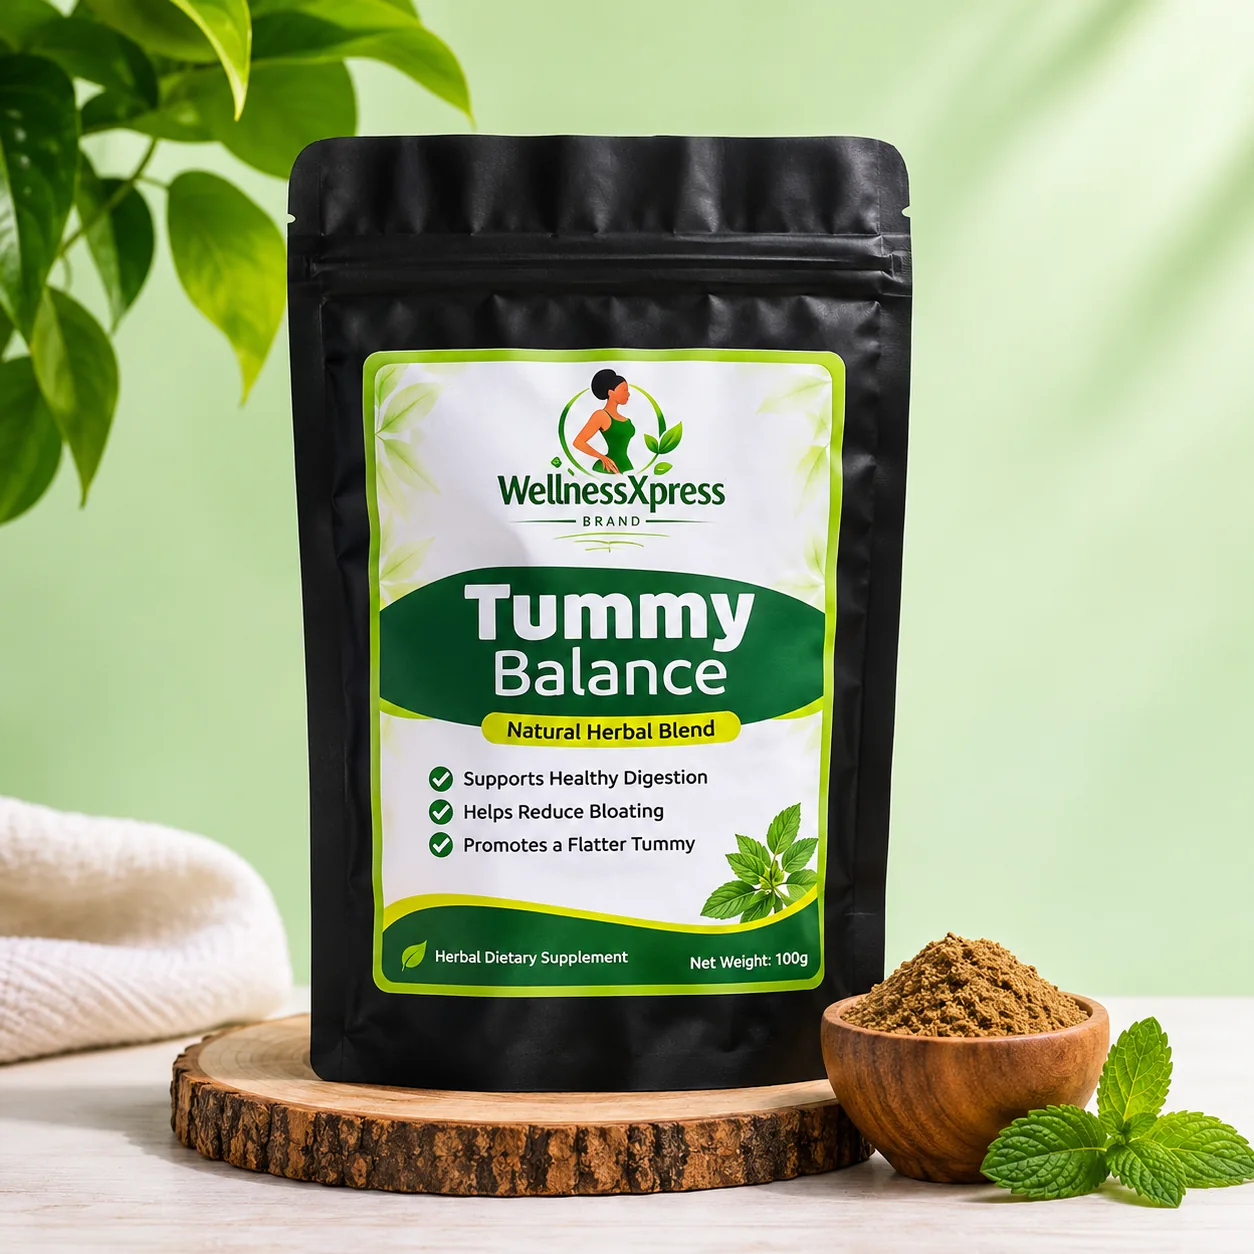 WellnessXpress
BRAND
Tummy
Balance
Natural Herbal Blend
Supports Healthy Digestion
Helps Reduce Bloating
Promotes a Flatter Tummy
Herbal Dietary Supplement
Net Weight: 100g